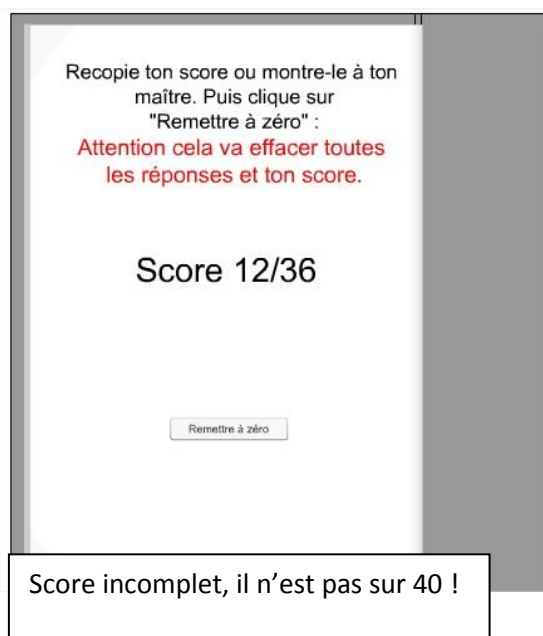 Recopie ton score ou montre-le à ton
maître. Puis clique sur
"Remettre à zéro" :
Attention cela va effacer toutes
les réponses et ton score.
Score 12/36
Remettre à zéro
Score incomplet, il n’est pas sur 40 !